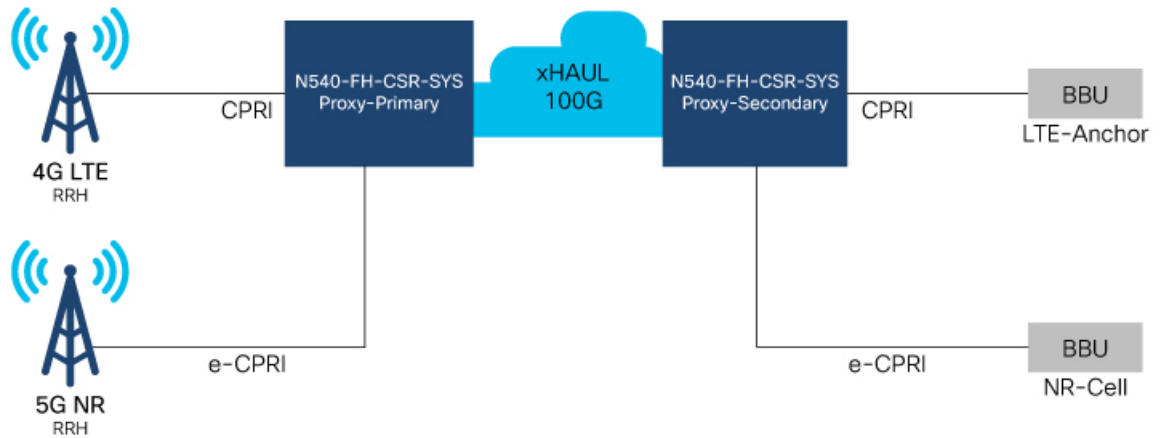 N540-FH-CSR-SYS
Proxy-Primary
xHAUL
100G
N540-FH-CSR-SYS
Proxy-Secondary
CPRI
CPRI
BBU
LTE-Anchor
4G LTE
RRH
e-CPRI
e-CPRI
BBU
NR-Cell
5G NR
RRH